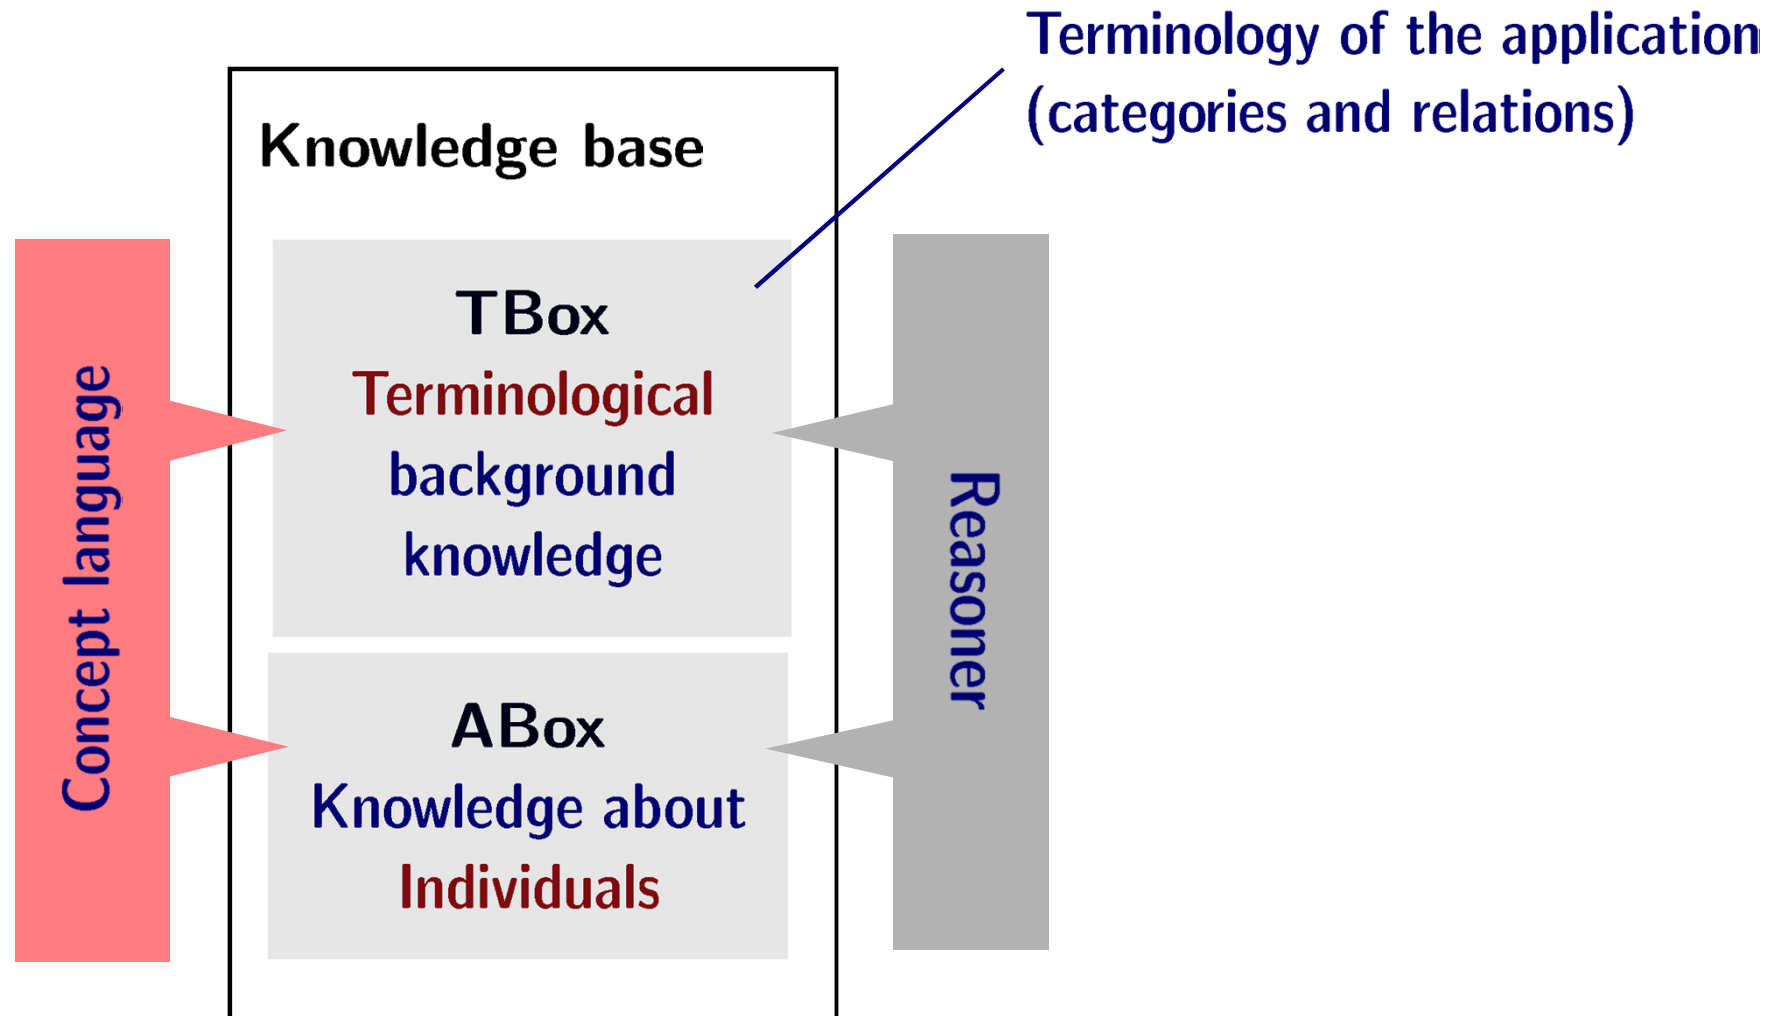 Terminology of the application
(categories and relations)
Knowledge base
Concept language
TBox
Terminological
background
knowledge
ABox
Knowledge about
Individuals
Reasoner